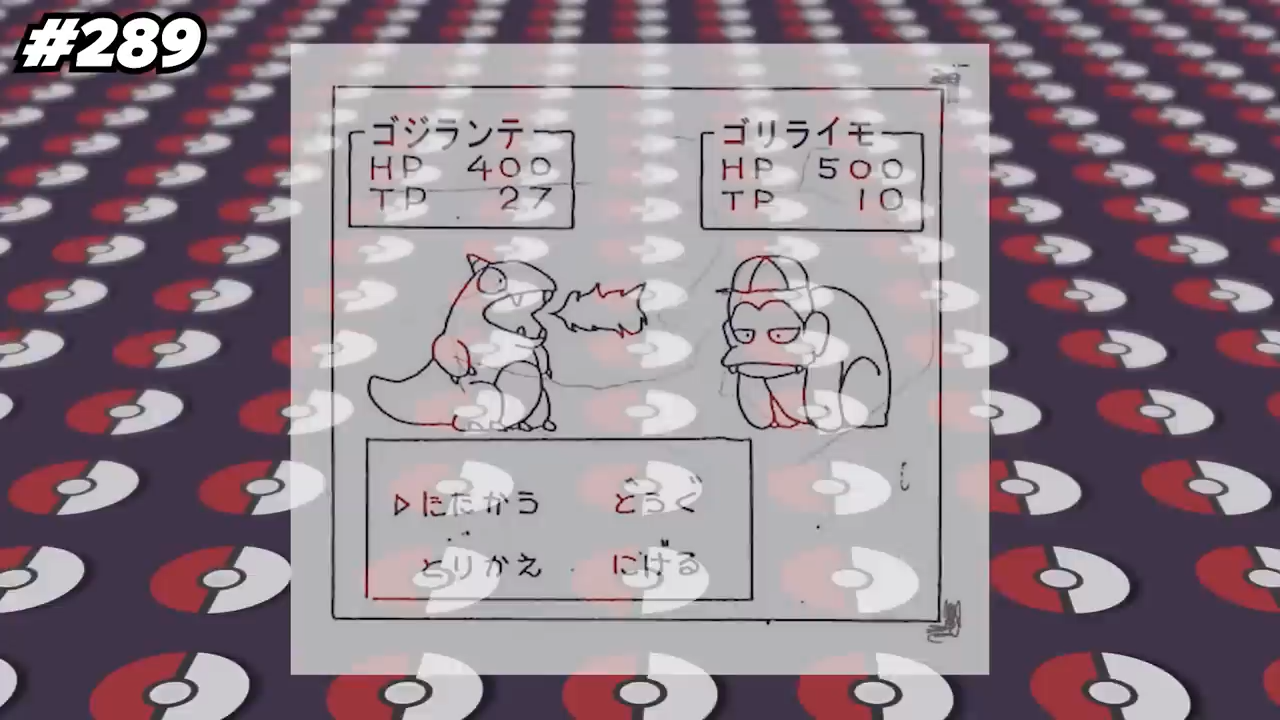 #289
ゴジランテ
HP 400
TP 27
ゴリライモ
HP 500
TP 10
▷たたかう どうぐ
とりかえ にげる